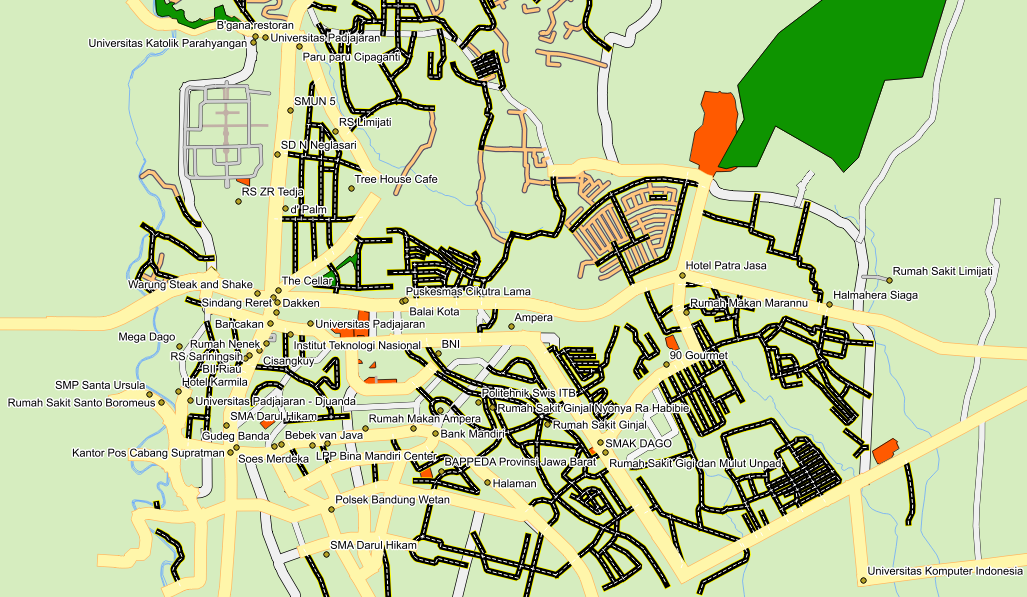 B'gana restoran
Universitas Padjajaran
Universitas Katolik Parahyangan
Paru paru Cipaganti
SMUN 5
RS Limijati
SD N Neglasari
Tree House Cafe
RS ZR Tedja
d' Palm
Hotel Patra Jasa
Rumah Sakit Limijati
The Cellar
Warung Steak and Shake
Puskesmas Cikutra Lama
Halmahera Siaga
Sindang Reret
Dakken
Rumah Makan Marannu
Balai Kota
Ampera
Bancakan
Universitas Padjajaran
Mega Dago
Rumah Nenek
Institut Teknologi Nasional
BNI
RS Sariningsih
Cisangkuy
90 Gourmet
BII Riau
Hotel Karmila
SMP Santa Ursula
Politehnik Swis ITB
Rumah Sakit Santo Boromeus
Universitas Padjajaran - Djuanda
Rumah Sakit Ginjal Nyonya Ra Habibie
SMA Darul Hikam
Rumah Makan Ampera
Rumah Sakit Ginjal
Gudeg Banda
Bebek van Java
Bank Mandiri
SMAK DAGO
Kantor Pos Cabang Supratman
Soes Merdeka
LPP Bina Mandiri Center
BAPPEDA Provinsi Jawa Barat
Rumah Sakit Gigi dan Mulut Unpad
Halaman
Polsek Bandung Wetan
SMA Darul Hikam
Universitas Komputer Indonesia